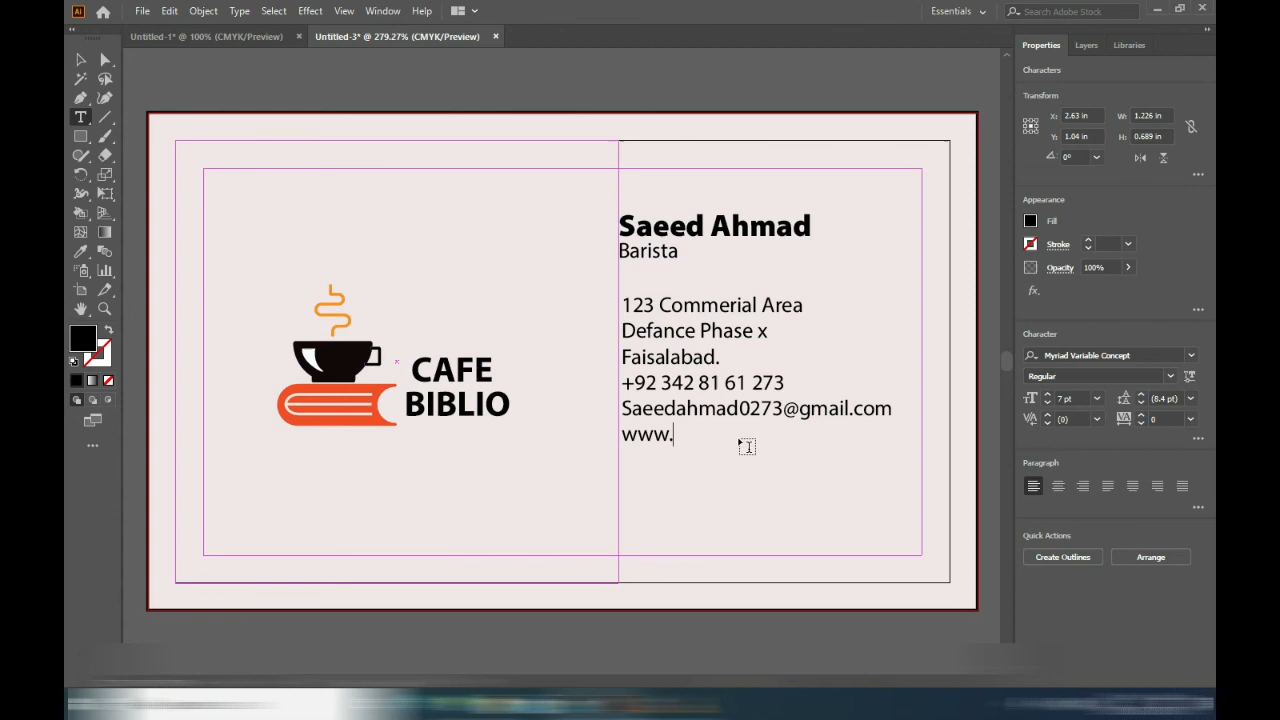 Ai File Edit Object Type Select Effect View Window Help Essentials Search Adobe Stock
Untitled-1* @ 100% (CMYK/Preview) × Untitled-3* @ 279.27% (CMYK/Preview) ×
Properties Layers Libraries
Characters
Transform
X: 2.63 in W: 1.226 in
Y: 1.04 in H: 0.689 in
0°
Appearance
Fill
Stroke
Opacity 100%
fx.
Character
Myriad Variable Concept
Regular
7 pt (8.4 pt)
(0) 0
Paragraph
Quick Actions
Create Outlines Arrange
Saeed Ahmad
Barista
123 Commerial Area
Defance Phase x
Faisalabad.
+92 342 81 61 273
Saeedahmad0273@gmail.com
www.
CAFE
BIBLIO